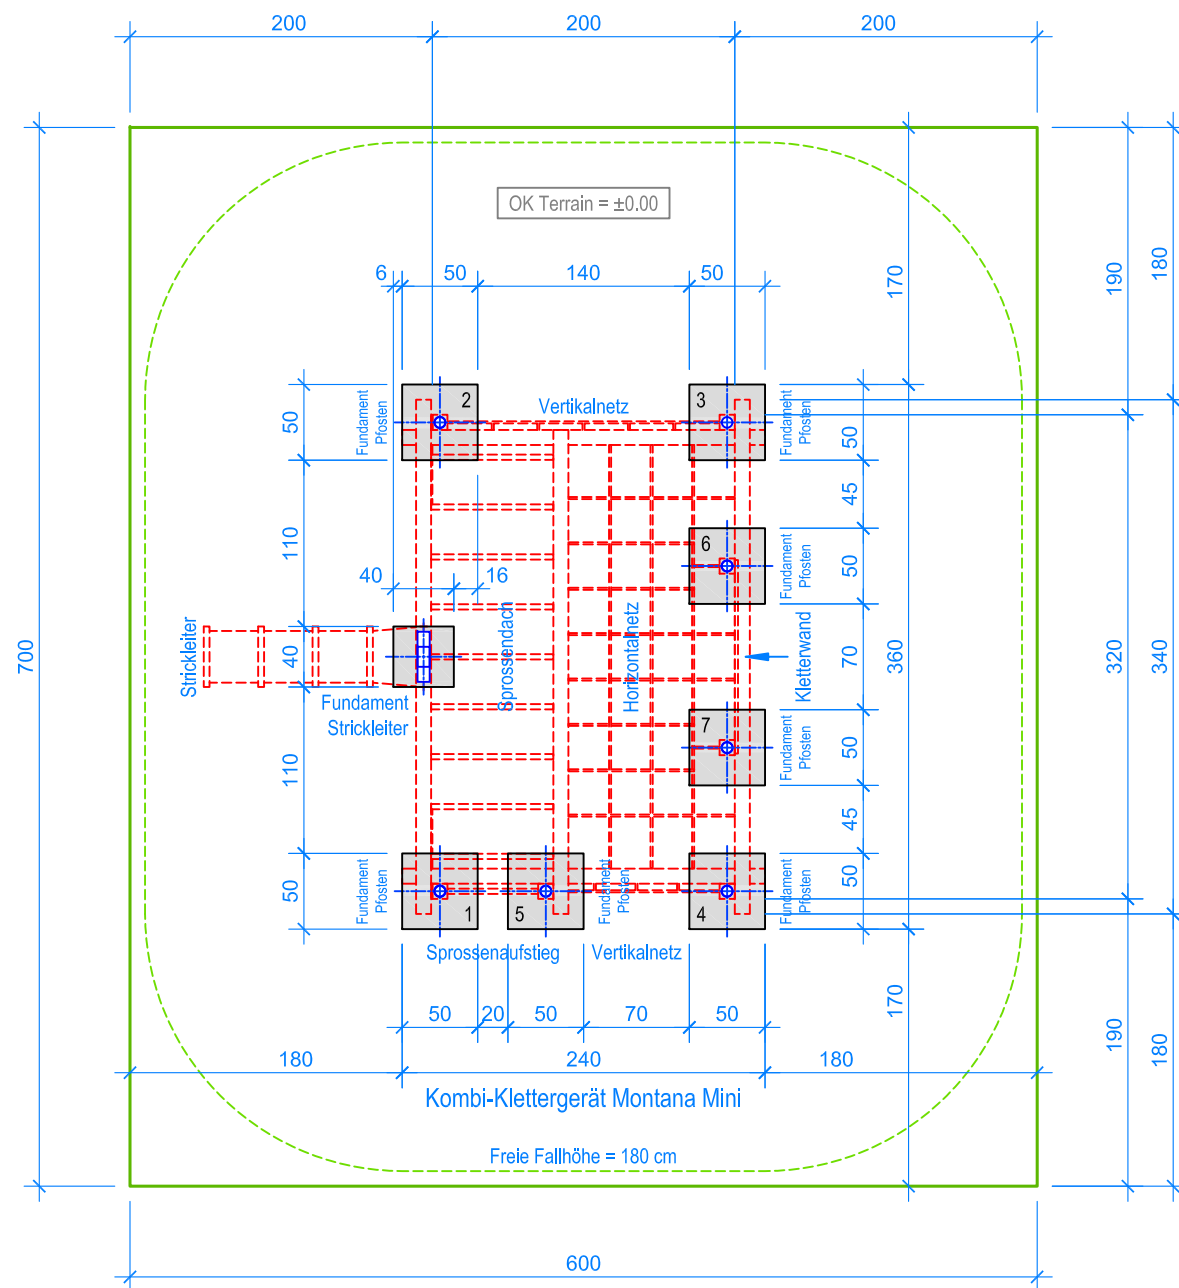 200
200
200
OK Terrain = ±0.00
180
170
190
6
50
140
50
Fundament
Pfosten
2
Vertikalnetz
3
Fundament
Pfosten
50
50
45
110
6
Fundament
Pfosten
50
40
16
Strickleiter
Sprossendach
Horizontalnetz
Kletterwand
700
40
70
360
320
340
Fundament
Strickleiter
7
Fundament
Pfosten
50
110
45
Fundament
Pfosten
50
1
5
Fundament
Pfosten
4
Fundament
Pfosten
50
Sprossenaufstieg
Vertikalnetz
50
20
50
70
50
170
190
180
180
240
180
Kombi-Klettergerät Montana Mini
Freie Fallhöhe = 180 cm
600